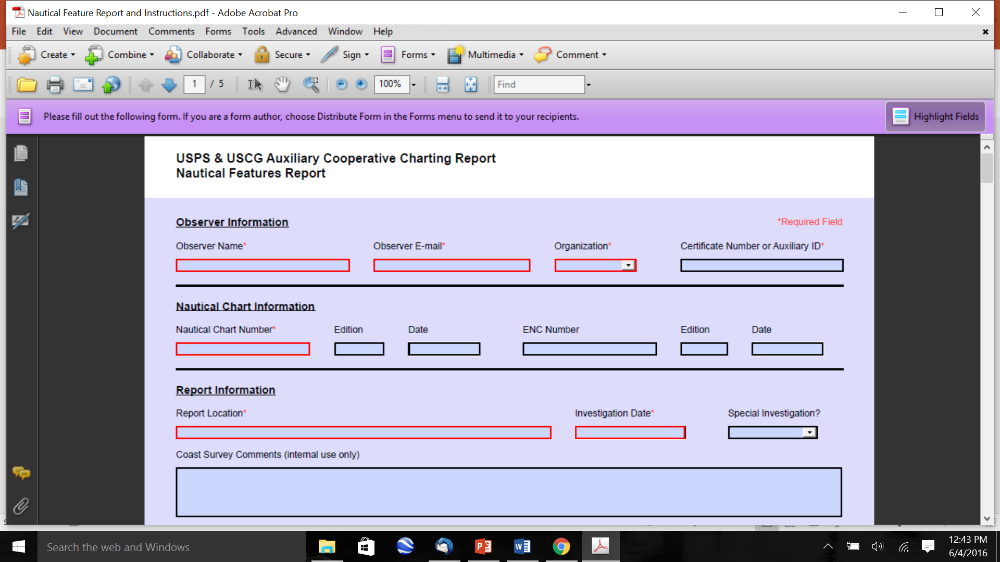 Nautical Feature Report and Instructions.pdf - Adobe Acrobat Pro
File Edit View Document Comments Forms Tools Advanced Window Help
Create Combine Collaborate Secure Sign Forms Multimedia Comment
1 / 5 100% Find
Please fill out the following form. If you are a form author, choose Distribute Form in the Forms menu to send it to your recipients. Highlight Fields
USPS & USCG Auxiliary Cooperative Charting Report
Nautical Features Report
Observer Information *Required Field
Observer Name* Observer E-mail* Organization* Certificate Number or Auxiliary ID*
Nautical Chart Information
Nautical Chart Number* Edition Date ENC Number Edition Date
Report Information
Report Location* Investigation Date* Special Investigation?
Coast Survey Comments (internal use only)
Search the web and Windows
12:43 PM
6/4/2016